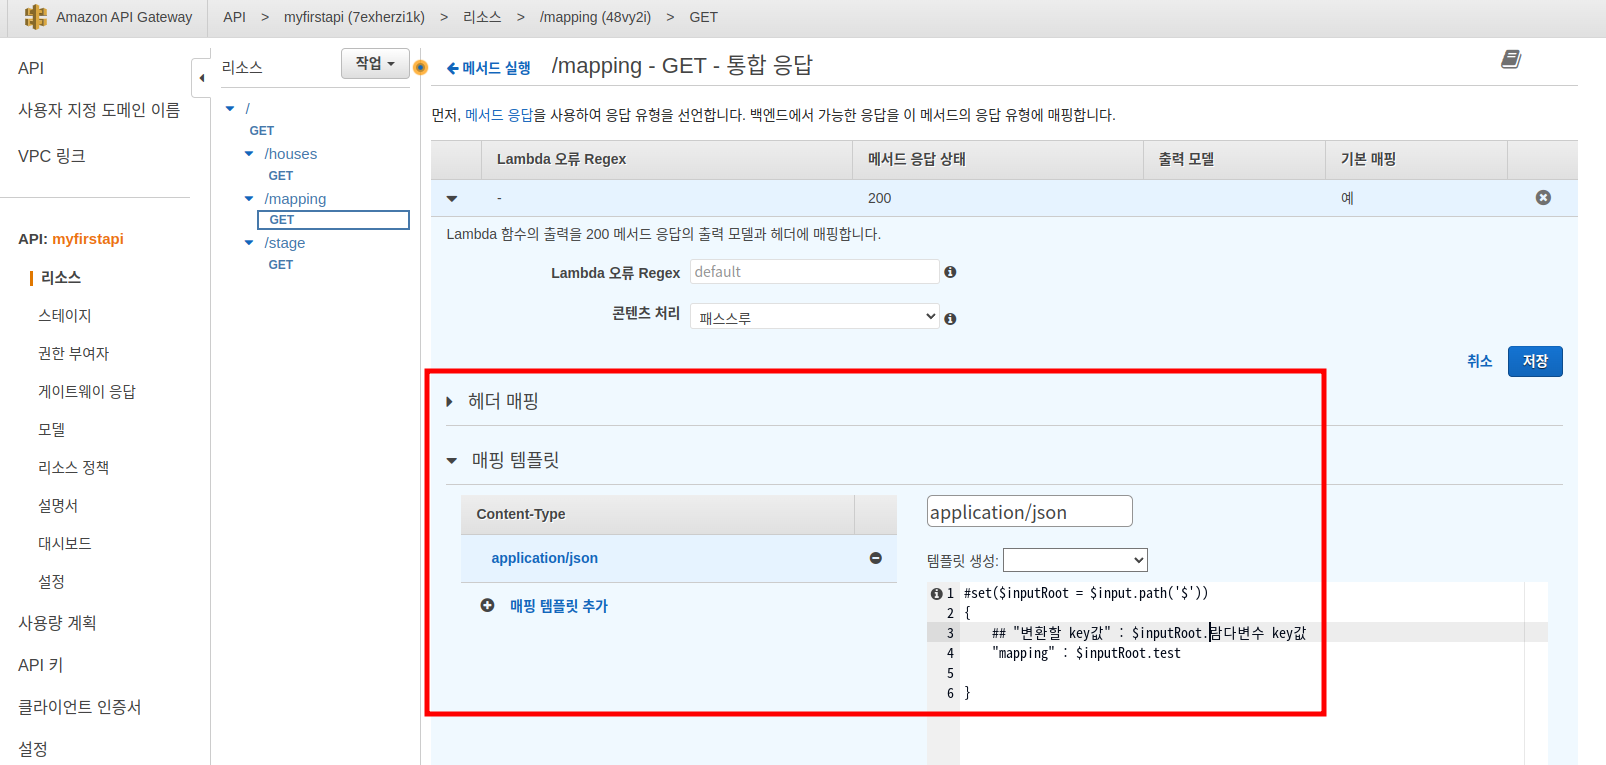 Amazon API Gateway
API > myfirstapi (7exherzi1k) > 리소스 > /mapping (48vy2i) > GET
API
사용자 지정 도메인 이름
VPC 링크
API: myfirstapi
리소스
스테이지
권한 부여자
게이트웨이 응답
모델
리소스 정책
설명서
대시보드
설정
사용량 계획
API 키
클라이언트 인증서
설정
리소스
작업
/
GET
/houses
GET
/mapping
GET
/stage
GET
메서드 실행
/mapping - GET - 통합 응답
먼저, 메서드 응답을 사용하여 응답 유형을 선언합니다. 백엔드에서 가능한 응답을 이 메서드의 응답 유형에 매핑합니다.
Lambda 오류 Regex 메서드 응답 상태 출력 모델 기본 매핑
- 200 예
Lambda 함수의 출력을 200 메서드 응답의 출력 모델과 헤더에 매핑합니다.
Lambda 오류 Regex default
콘텐츠 처리 패스스루
취소 저장
헤더 매핑
매핑 템플릿
Content-Type
application/json
매핑 템플릿 추가
application/json
템플릿 생성:
1 #set($inputRoot = $input.path('$'))
2 {
3 ## "변환할 key값" : $inputRoot.람다변수 key값
4 "mapping" : $inputRoot.test
5
6 }